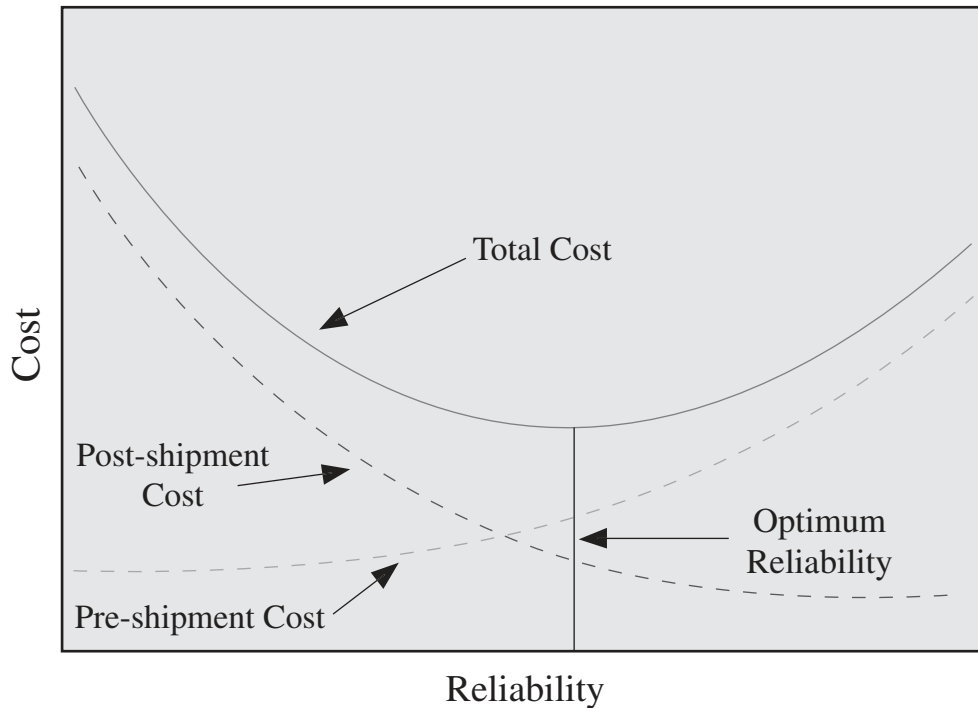 Total Cost
Cost
Post-shipment
Cost
Optimum
Reliability
Pre-shipment Cost
Reliability